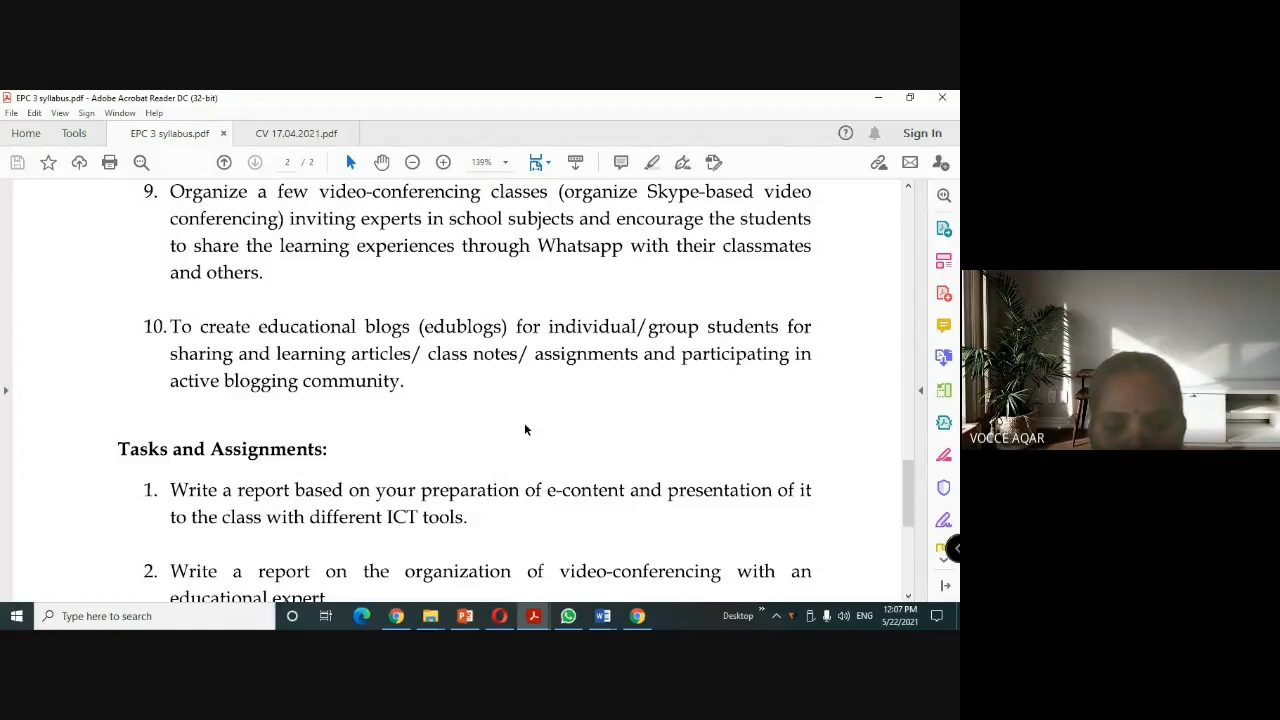 EPC 3 syllabus.pdf - Adobe Acrobat Reader DC (32-bit)
File Edit View Sign Window Help
Home Tools EPC 3 syllabus.pdf × CV 17.04.2021.pdf Sign In
2 / 2 139%
9. Organize a few video-conferencing classes (organize Skype-based video
conferencing) inviting experts in school subjects and encourage the students
to share the learning experiences through Whatsapp with their classmates
and others.
10. To create educational blogs (edublogs) for individual/group students for
sharing and learning articles/ class notes/ assignments and participating in
active blogging community.
Tasks and Assignments:
1. Write a report based on your preparation of e-content and presentation of it
to the class with different ICT tools.
2. Write a report on the organization of video-conferencing with an
educational expert
VOCCE AQAR
Type here to search
Desktop
ENG
12:07 PM
5/22/2021